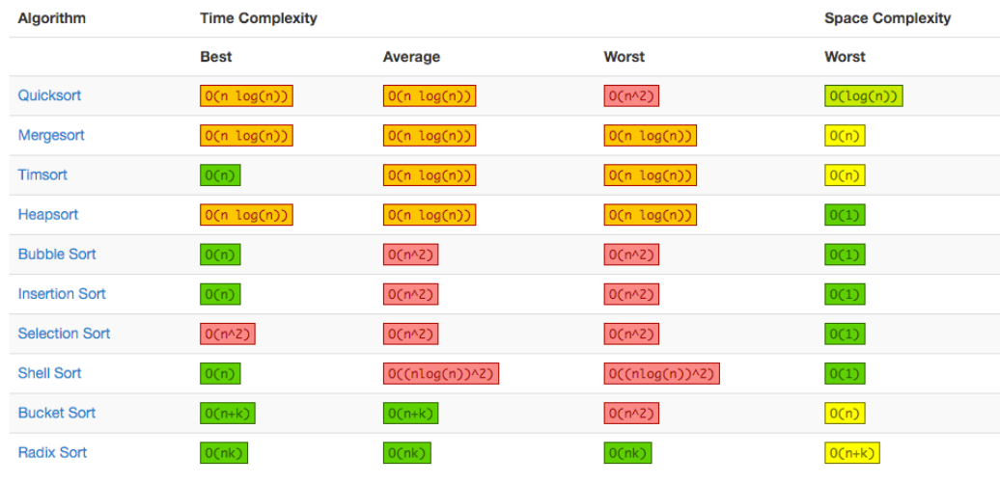 Algorithm Time Complexity Space Complexity
Best Average Worst Worst
Quicksort O(n log(n)) O(n log(n)) O(n^2) O(log(n))
Mergesort O(n log(n)) O(n log(n)) O(n log(n)) O(n)
Timsort O(n) O(n log(n)) O(n log(n)) O(n)
Heapsort O(n log(n)) O(n log(n)) O(n log(n)) O(1)
Bubble Sort O(n) O(n^2) O(n^2) O(1)
Insertion Sort O(n) O(n^2) O(n^2) O(1)
Selection Sort O(n^2) O(n^2) O(n^2) O(1)
Shell Sort O(n) O((nlog(n))^2) O((nlog(n))^2) O(1)
Bucket Sort O(n+k) O(n+k) O(n^2) O(n)
Radix Sort O(nk) O(nk) O(nk) O(n+k)